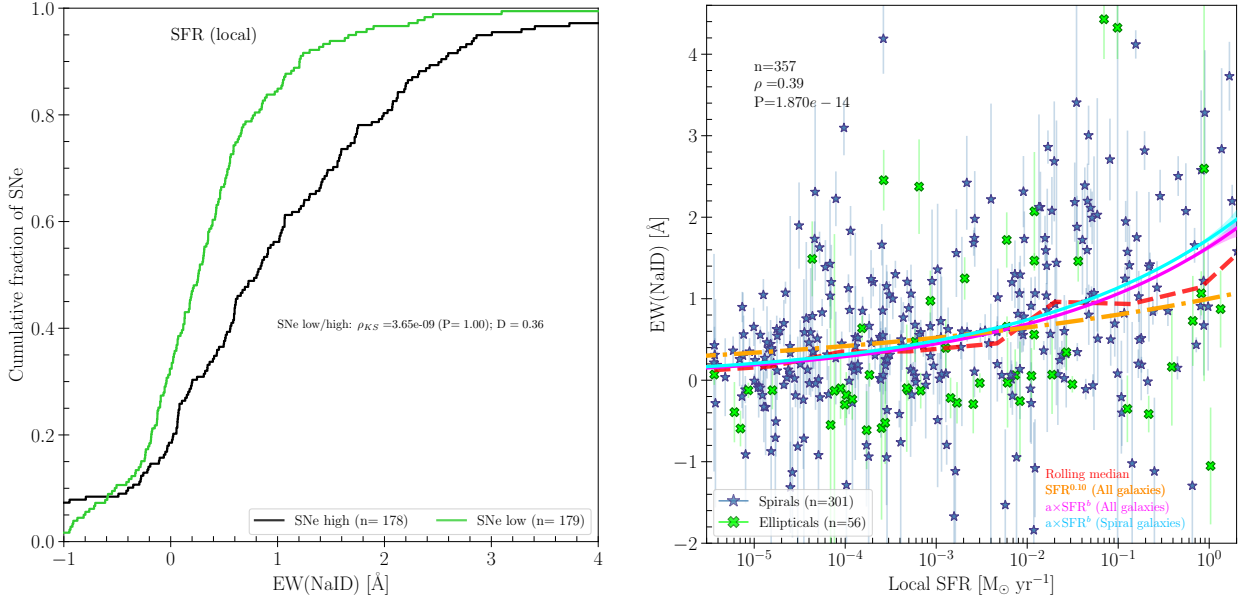 1.0
0.8
0.6
0.4
0.2
0.0
Cumulative fraction of SNe
SFR (local)
SNe low/high: ρKS =3.65e-09 (P= 1.00); D = 0.36
SNe high (n= 178)
SNe low (n= 179)
−1
0
1
2
3
4
EW(NaID) [Å]
4
3
2
1
0
−1
−2
EW(NaID) [Å]
n=357
ρ =0.39
P=1.870e − 14
Rolling median
SFR^0.10 (All galaxies)
a×SFR^b (All galaxies)
a×SFR^b (Spiral galaxies)
Spirals (n=301)
Ellipticals (n=56)
10⁻⁵
10⁻⁴
10⁻³
10⁻²
10⁻¹
10⁰
Local SFR [M⊙ yr⁻¹]